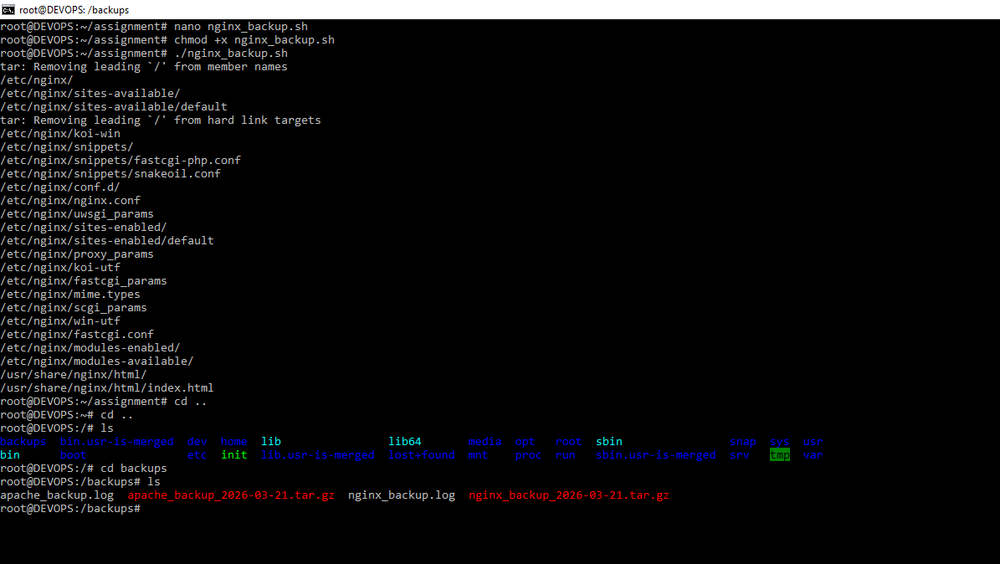 root@DEVOPS: /backups
root@DEVOPS:~/assignment# nano nginx_backup.sh
root@DEVOPS:~/assignment# chmod +x nginx_backup.sh
root@DEVOPS:~/assignment# ./nginx_backup.sh
tar: Removing leading `/' from member names
/etc/nginx/
/etc/nginx/sites-available/
/etc/nginx/sites-available/default
tar: Removing leading `/' from hard link targets
/etc/nginx/koi-win
/etc/nginx/snippets/
/etc/nginx/snippets/fastcgi-php.conf
/etc/nginx/snippets/snakeoil.conf
/etc/nginx/conf.d/
/etc/nginx/nginx.conf
/etc/nginx/uwsgi_params
/etc/nginx/sites-enabled/
/etc/nginx/sites-enabled/default
/etc/nginx/proxy_params
/etc/nginx/koi-utf
/etc/nginx/fastcgi_params
/etc/nginx/mime.types
/etc/nginx/scgi_params
/etc/nginx/win-utf
/etc/nginx/fastcgi.conf
/etc/nginx/modules-enabled/
/etc/nginx/modules-available/
/usr/share/nginx/html/
/usr/share/nginx/html/index.html
root@DEVOPS:~/assignment# cd ..
root@DEVOPS:~# cd ..
root@DEVOPS:/# ls
backups  bin.usr-is-merged  dev  home  lib  lib64  media  opt  root  sbin  snap  sys  usr
bin  boot  etc  init  lib.usr-is-merged  lost+found  mnt  proc  run  sbin.usr-is-merged  srv  tmp  var
root@DEVOPS:/# cd backups
root@DEVOPS:/backups# ls
apache_backup.log  apache_backup_2026-03-21.tar.gz  nginx_backup.log  nginx_backup_2026-03-21.tar.gz
root@DEVOPS:/backups#